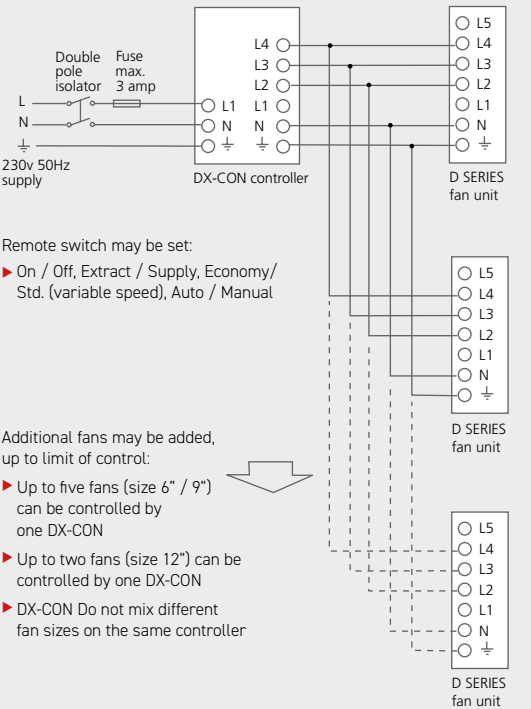 Double
pole
isolator
Fuse
max.
3 amp
L
N
⏚
230v 50Hz
supply
L1
N
⏚
L4
L3
L2
L1
N
⏚
DX-CON controller
L5
L4
L3
L2
L1
N
⏚
D SERIES
fan unit
Remote switch may be set:
On / Off, Extract / Supply, Economy/
Std. (variable speed), Auto / Manual
L5
L4
L3
L2
L1
N
⏚
D SERIES
fan unit
Additional fans may be added,
up to limit of control:
Up to five fans (size 6" / 9")
can be controlled by
one DX-CON
Up to two fans (size 12") can be
controlled by one DX-CON
DX-CON Do not mix different
fan sizes on the same controller
L5
L4
L3
L2
L1
N
⏚
D SERIES
fan unit